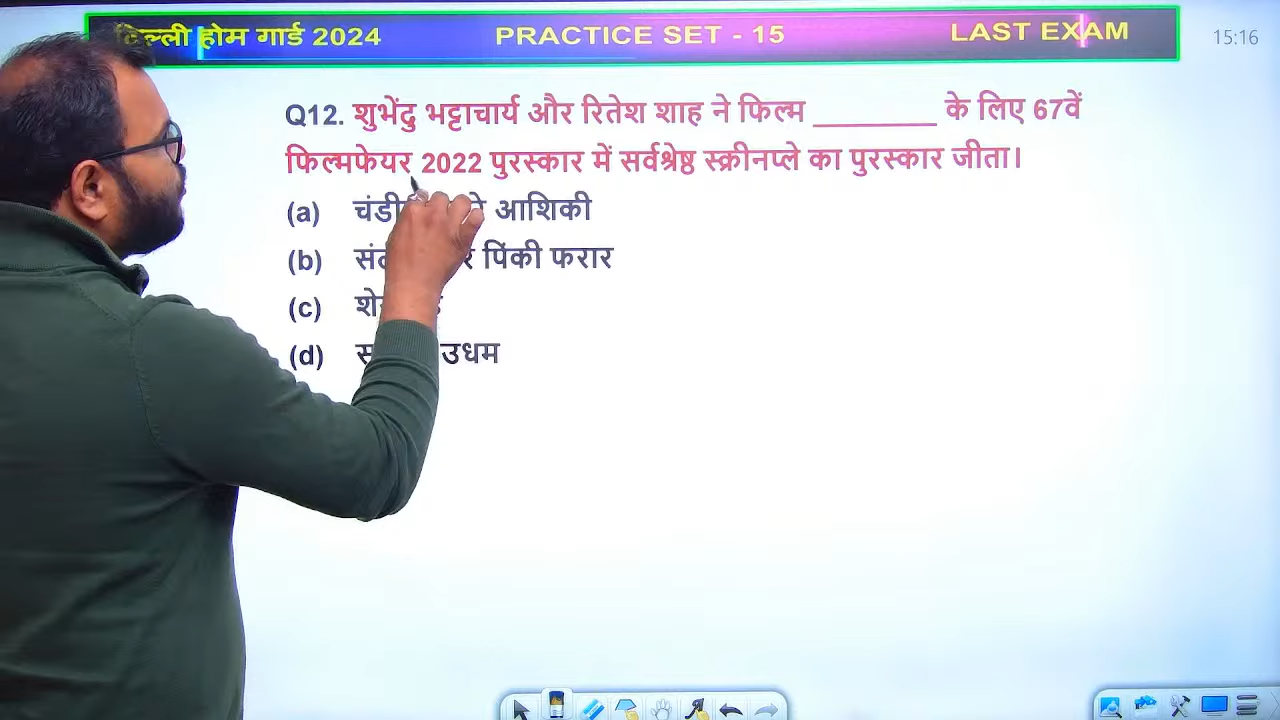 होम गार्ड 2024 PRACTICE SET - 15 LAST EXAM
15:16
Q12. शुभेंदु भट्टाचार्य और रितेश शाह ने फिल्म ________ के लिए 67वें
फिल्मफेयर 2022 पुरस्कार में सर्वश्रेष्ठ स्क्रीनप्ले का पुरस्कार जीता।
(a) आशिकी
(b) पिंकी फरार
(c)
(d) उधम